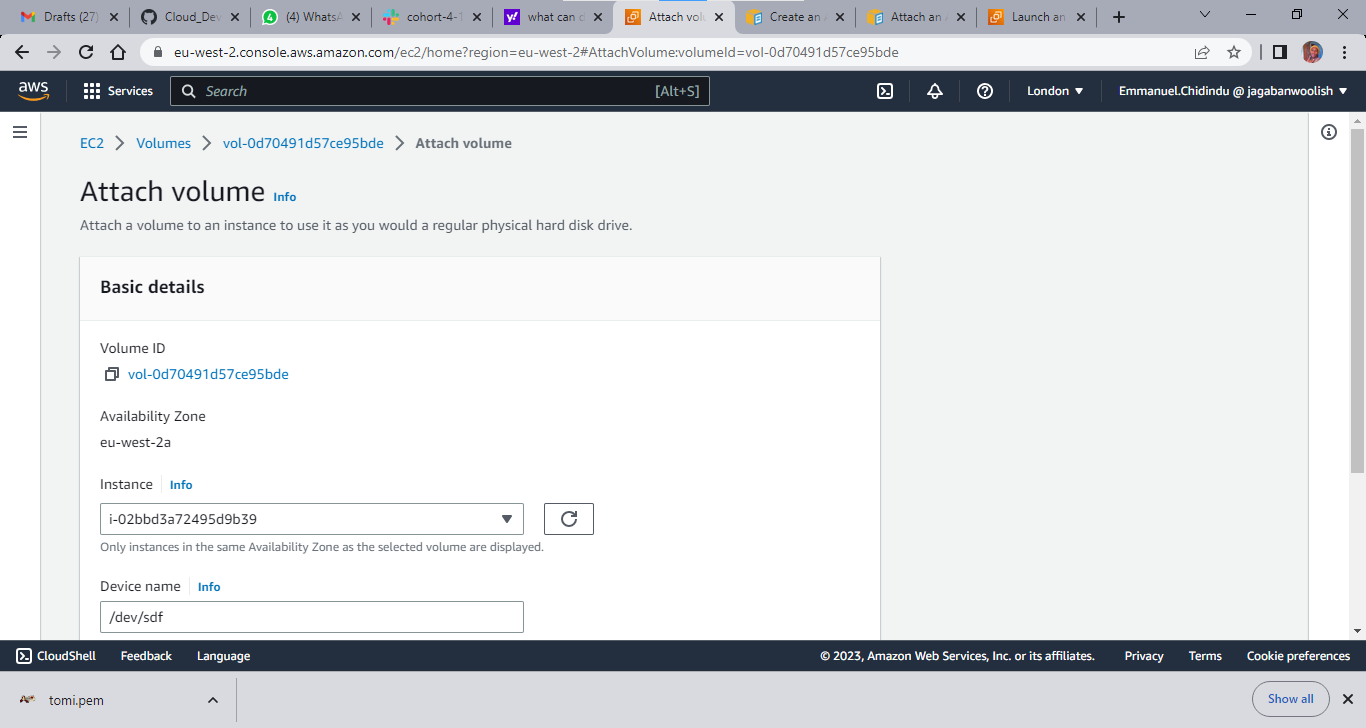 Drafts (27)
Cloud_Dev
(4) WhatsA
cohort-4-1
what can d
Attach volu
Create an A
Attach an A
Launch an
eu-west-2.console.aws.amazon.com/ec2/home?region=eu-west-2#AttachVolume:volumeId=vol-0d70491d57ce95bde
aws
Services
Search
[Alt+S]
London
Emmanuel.Chidindu @ jagabanwoolish
EC2 > Volumes > vol-0d70491d57ce95bde > Attach volume
Attach volume Info
Attach a volume to an instance to use it as you would a regular physical hard disk drive.
Basic details
Volume ID
vol-0d70491d57ce95bde
Availability Zone
eu-west-2a
Instance Info
i-02bbd3a72495d9b39
Only instances in the same Availability Zone as the selected volume are displayed.
Device name Info
/dev/sdf
CloudShell Feedback Language © 2023, Amazon Web Services, Inc. or its affiliates. Privacy Terms Cookie preferences
tomi.pem
Show all